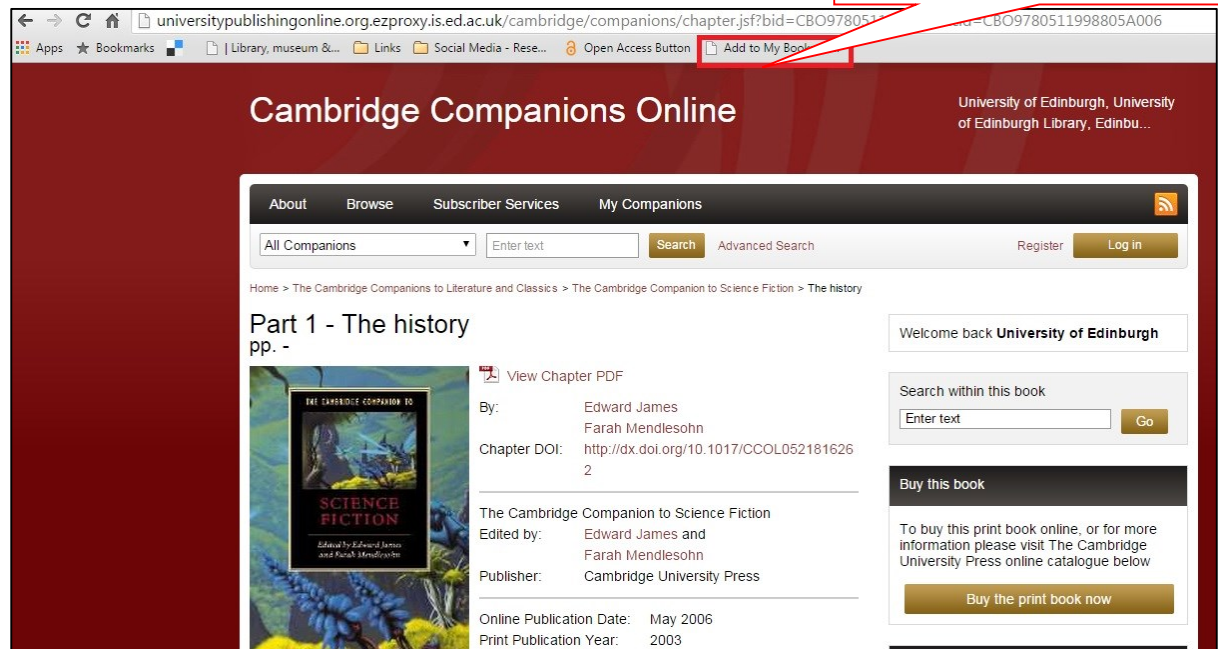 universitypublishingonline.org.ezproxy.is.ed.ac.uk/cambridge/companions/chapter.jsf?bid=CBO9780511 =CBO9780511998805A006
Apps Bookmarks | Library, museum &... Links Social Media - Rese... Open Access Button Add to My
Cambridge Companions Online
University of Edinburgh, University
of Edinburgh Library, Edinbu...
About Browse Subscriber Services My Companions
All Companions Enter text Search Advanced Search Register Log in
Home > The Cambridge Companions to Literature and Classics > The Cambridge Companion to Science Fiction > The history
Part 1 - The history
pp. -
THE CAMBRIDGE COMPANION TO
SCIENCE
FICTION
Edited by Edward James
and Farah Mendlesohn
View Chapter PDF
By: Edward James
Farah Mendlesohn
Chapter DOI: http://dx.doi.org/10.1017/CCOL052181626
2
The Cambridge Companion to Science Fiction
Edited by: Edward James and
Farah Mendlesohn
Publisher: Cambridge University Press
Online Publication Date: May 2006
Print Publication Year: 2003
Welcome back University of Edinburgh
Search within this book
Enter text Go
Buy this book
To buy this print book online, or for more
information please visit The Cambridge
University Press online catalogue below
Buy the print book now